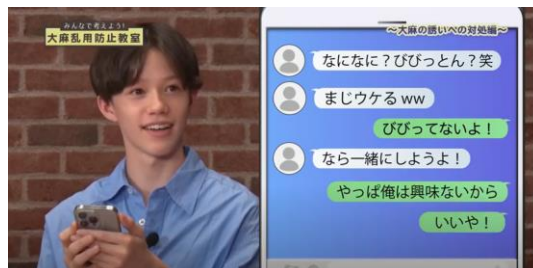 みんなで考えよう!
大麻乱用防止教室
～大麻の誘いへの対処編～
なになに?びびっとん?笑
まじウケるww
びびってないよ!
なら一緒にしようよ!
やっぱ俺は興味ないから
いいや!